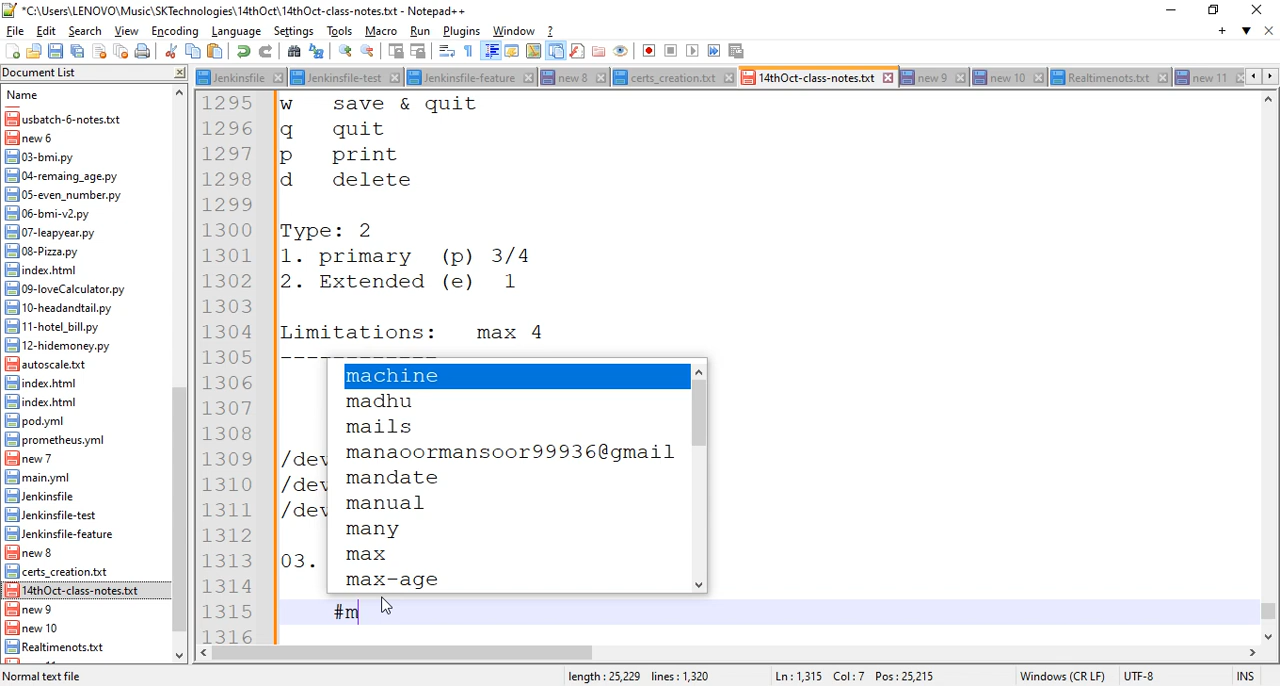 *C:\Users\LENOVO\Music\SKTechnologies\14thOct\14thOct-class-notes.txt - Notepad++
File Edit Search View Encoding Language Settings Tools Macro Run Plugins Window ?
Document List
Jenkinsfile Jenkinsfile-test Jenkinsfile-feature new 8 certs_creation.txt 14thOct-class-notes.txt new 9 new 10 Realtimenots.txt new 11
Name
usbatch-6-notes.txt
new 6
03-bmi.py
04-remaing_age.py
05-even_number.py
06-bmi-v2.py
07-leapyear.py
08-Pizza.py
index.html
09-loveCalculator.py
10-headandtail.py
11-hotel_bill.py
12-hidemoney.py
autoscale.txt
index.html
index.html
pod.yml
prometheus.yml
new 7
main.yml
Jenkinsfile
Jenkinsfile-test
Jenkinsfile-feature
new 8
certs_creation.txt
14thOct-class-notes.txt
new 9
new 10
Realtimenots.txt
1295 w save & quit
1296 q quit
1297 p print
1298 d delete
1299
1300 Type: 2
1301 1. primary (p) 3/4
1302 2. Extended (e) 1
1303
1304 Limitations: max 4
1305 ------------
1306
1307
1308
1309 /dev
1310 /dev
1311 /dev
1312
1313 03.
1314
1315 #m
1316
machine
madhu
mails
manaoormansoor99936@gmail
mandate
manual
many
max
max-age
Normal text file length : 25,229 lines : 1,320 Ln : 1,315 Col : 7 Pos : 25,215 Windows (CR LF) UTF-8 INS